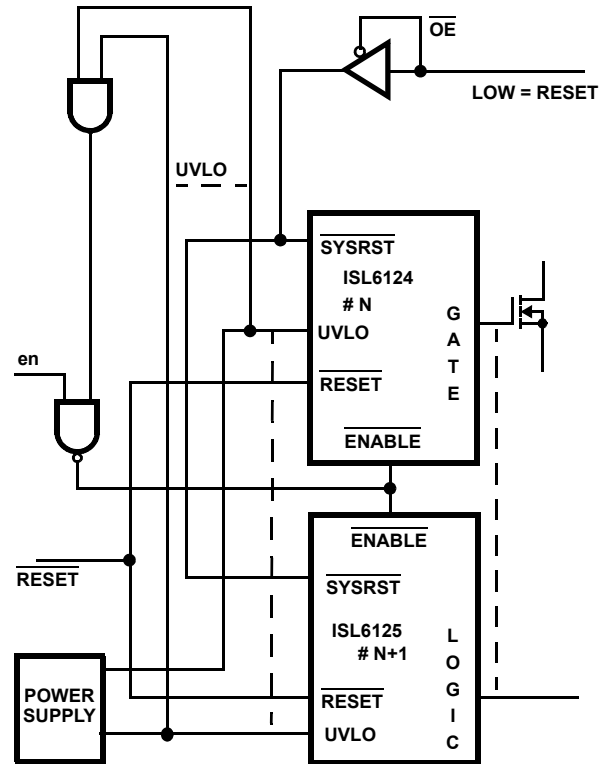 OE
LOW = RESET
UVLO
SYSRST
ISL6124
# N
UVLO
RESET
ENABLE
G
A
T
E
en
ENABLE
RESET
SYSRST
ISL6125
# N+1
L
O
G
I
C
POWER
SUPPLY
RESET
UVLO